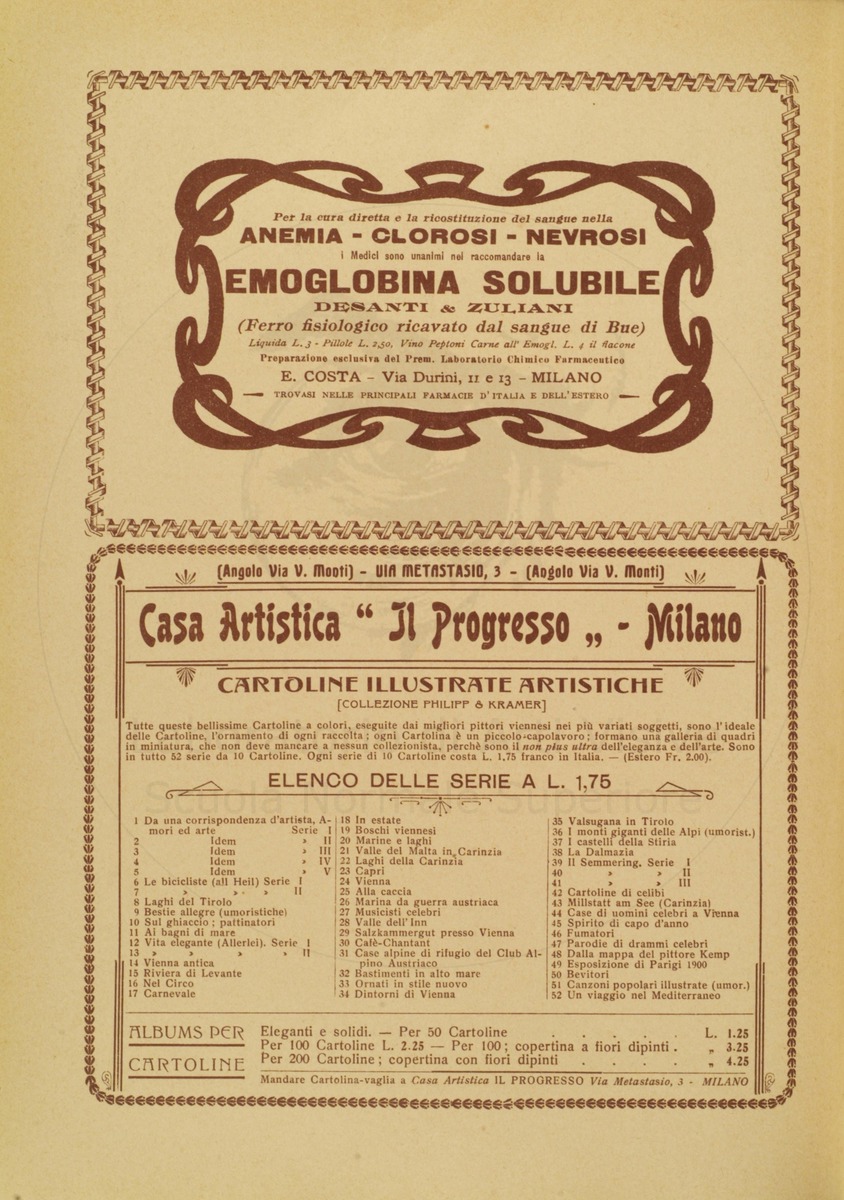 Per la cura diretta e la ricostituzione del sangue nella
ANEMIA - CLOROSI - NEVROSI
i Medici sono unanimi nel raccomandare la
EMOGLOBINA SOLUBILE
DESANTI & ZULIANI
(Ferro fisiologico ricavato dal sangue di Bue)
Liquida L. 3 - Pillole L. 2,50, Vino Peptoni Carne all' Emogl. L. 4 il flacone
Preparazione esclusiva del Prem. Laboratorio Chimico Farmaceutico
E. COSTA - Via Durini, 11 e 13 - MILANO
TROVASI NELLE PRINCIPALI FARMACIE D'ITALIA E DELL'ESTERO
(Angolo Via V. Monti) - VIA METASTASIO, 3 - (Angolo Via V. Monti)
Casa Artistica “ Il Progresso „ - Milano
CARTOLINE ILLUSTRATE ARTISTICHE
[COLLEZIONE PHILIPP & KRAMER]
Tutte queste bellissime Cartoline a colori, eseguite dai migliori pittori viennesi nei più variati soggetti, sono l'ideale
delle Cartoline, l'ornamento di ogni raccolta; ogni Cartolina è un piccolo capolavoro; formano una galleria di quadri
in miniatura, che non deve mancare a nessun collezionista, perchè sono il non plus ultra dell'eleganza e dell'arte. Sono
in tutto 52 serie da 10 Cartoline. Ogni serie di 10 Cartoline costa L. 1,75 franco in Italia. — (Estero Fr. 2.00).
ELENCO DELLE SERIE A L. 1,75
1 Da una corrispondenza d'artista, A-
mori ed arte Serie I
2 Idem » II
3 Idem » III
4 Idem » IV
5 Idem » V
6 Le bicicliste (all Heil) Serie I
7 » » » II
8 Laghi del Tirolo
9 Bestie allegre (umoristiche)
10 Sul ghiaccio; pattinatori
11 Ai bagni di mare
12 Vita elegante (Allerlei). Serie I
13 » » » » II
14 Vienna antica
15 Riviera di Levante
16 Nel Circo
17 Carnevale
18 In estate
19 Boschi viennesi
20 Marine e laghi
21 Valle del Malta in Carinzia
22 Laghi della Carinzia
23 Capri
24 Vienna
25 Alla caccia
26 Marina da guerra austriaca
27 Musicisti celebri
28 Valle dell'Inn
29 Salzkammergut presso Vienna
30 Cafè-Chantant
31 Case alpine di rifugio del Club Al-
pino Austriaco
32 Bastimenti in alto mare
33 Ornati in stile nuovo
34 Dintorni di Vienna
35 Valsugana in Tirolo
36 I monti giganti delle Alpi (umorist.)
37 I castelli della Stiria
38 La Dalmazia
39 Il Semmering. Serie I
40 » » II
41 » » III
42 Cartoline di celibi
43 Millstatt am See (Carinzia)
44 Case di uomini celebri a Vienna
45 Spirito di capo d'anno
46 Fumatori
47 Parodie di drammi celebri
48 Dalla mappa del pittore Kemp
49 Esposizione di Parigi 1900
50 Bevitori
51 Canzoni popolari illustrate (umor.)
52 Un viaggio nel Mediterraneo
ALBUMS PER
CARTOLINE
Eleganti e solidi. — Per 50 Cartoline . . . . . L. 1.25
Per 100 Cartoline L. 2.25 — Per 100; copertina a fiori dipinti . „ 3.25
Per 200 Cartoline; copertina con fiori dipinti . . . . „ 4.25
Mandare Cartolina-vaglia a Casa Artistica IL PROGRESSO Via Metastasio, 3 - MILANO